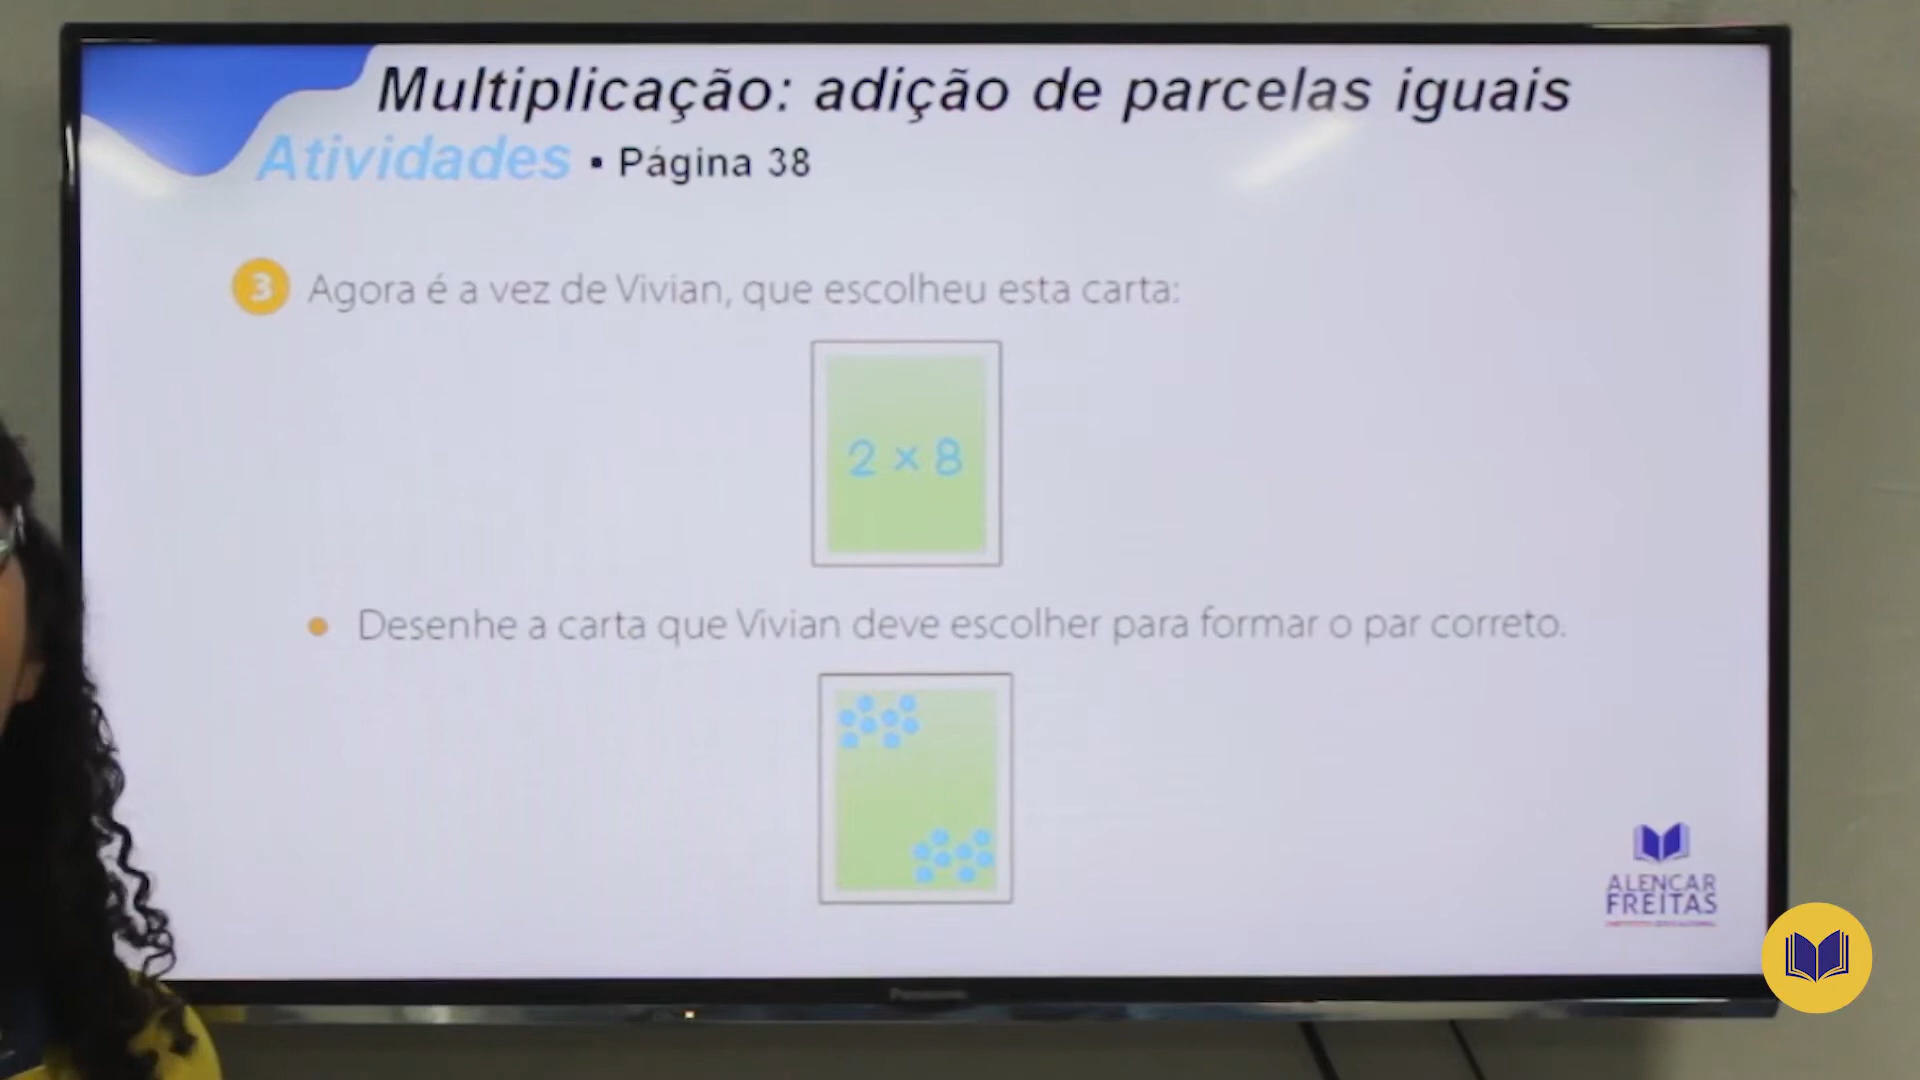 Multiplicação: adição de parcelas iguais
Atividades • Página 38
3 Agora é a vez de Vivian, que escolheu esta carta:
2 × 8
• Desenhe a carta que Vivian deve escolher para formar o par correto.
ALENCAR
FREITAS
Panasonic